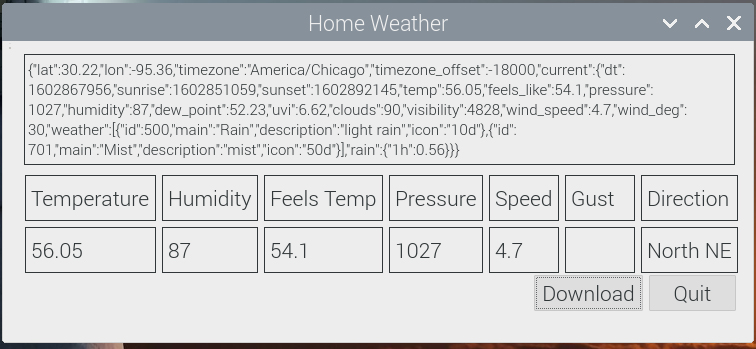 Home Weather
{"lat":30.22,"lon":-95.36,"timezone":"America/Chicago","timezone_offset":-18000,"current":{"dt":
1602867956,"sunrise":1602851059,"sunset":1602892145,"temp":56.05,"feels_like":54.1,"pressure":
1027,"humidity":87,"dew_point":52.23,"uvi":6.62,"clouds":90,"visibility":4828,"wind_speed":4.7,"wind_deg":
30,"weather":[{"id":500,"main":"Rain","description":"light rain","icon":"10d"},{"id":
701,"main":"Mist","description":"mist","icon":"50d"}],"rain":{"1h":0.56}}}
Temperature Humidity Feels Temp Pressure Speed Gust Direction
56.05 87 54.1 1027 4.7 North NE
Download Quit